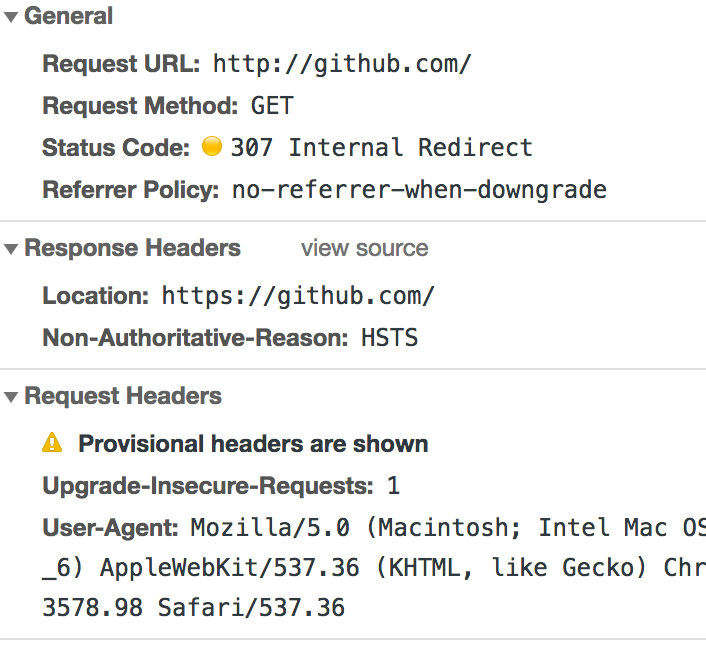 General
Request URL: http://github.com/
Request Method: GET
Status Code: 307 Internal Redirect
Referrer Policy: no-referrer-when-downgrade
Response Headers view source
Location: https://github.com/
Non-Authoritative-Reason: HSTS
Request Headers
Provisional headers are shown
Upgrade-Insecure-Requests: 1
User-Agent: Mozilla/5.0 (Macintosh; Intel Mac OS
_6) AppleWebKit/537.36 (KHTML, like Gecko) Chr
3578.98 Safari/537.36